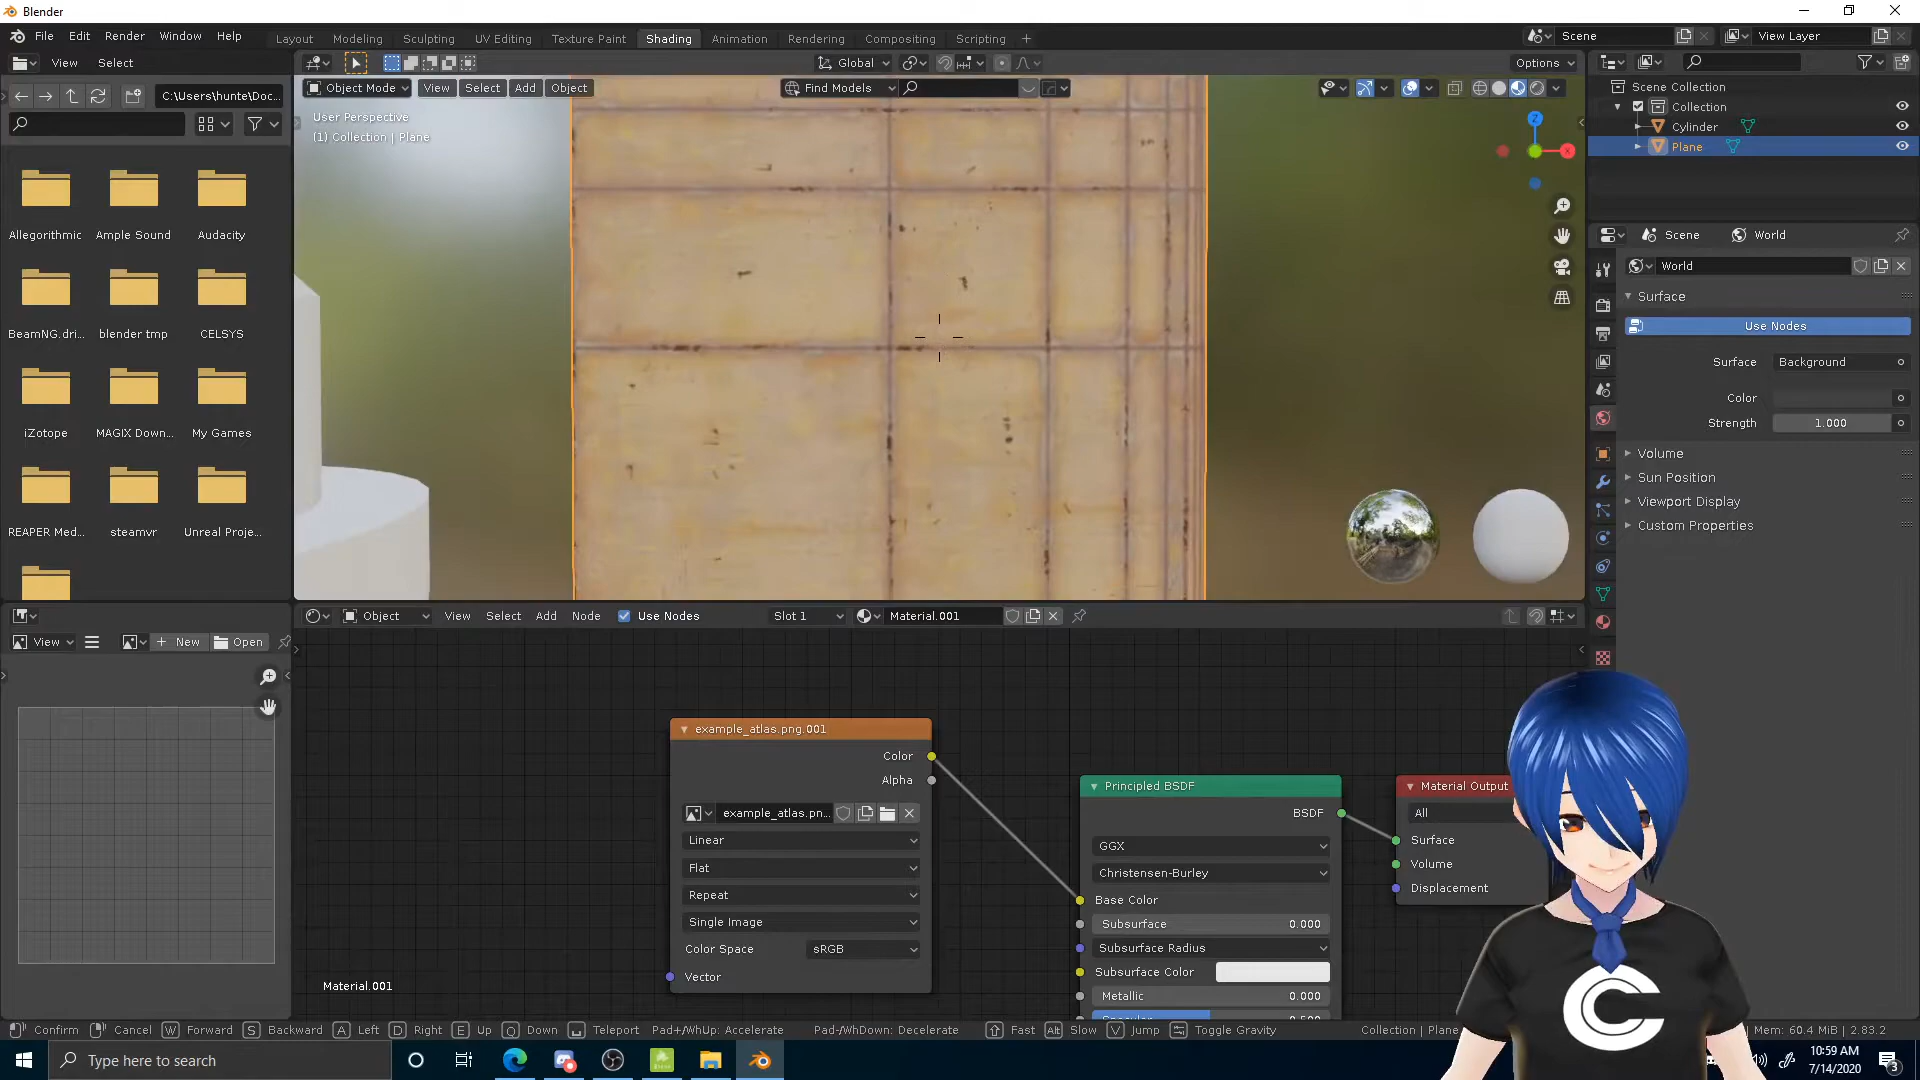 Blender
File Edit Render Window Help
Layout Modeling Sculpting UV Editing Texture Paint Shading Animation Rendering Compositing Scripting
Scene
View Layer
View Select
Global
Options
C:\Users\hunte\Doc...
Object Mode View Select Add Object
Find Models
User Perspective
(1) Collection | Plane
Z
X
Scene Collection
Collection
Cylinder
Plane
Allegorithmic Ample Sound Audacity
BeamNG.dri... blender tmp CELSYS
iZotope MAGIX Down... My Games
REAPER Med... steamvr Unreal Proje...
Scene World
World
Surface
Use Nodes
Surface Background
Color
Strength 1.000
Volume
Sun Position
Viewport Display
Custom Properties
View New Open
Object View Select Add Node Use Nodes Slot 1 Material.001
example_atlas.png.001
Color
Alpha
example_atlas.pn...
Linear
Flat
Repeat
Single Image
Color Space sRGB
Vector
Principled BSDF
BSDF
GGX
Christensen-Burley
Base Color
Subsurface 0.000
Subsurface Radius
Subsurface Color
Metallic 0.000
Material Output
All
Surface
Volume
Displacement
Material.001
C
Confirm Cancel W Forward S Backward A Left D Right E Up Q Down Teleport Pad+/WhUp: Accelerate Pad-/WhDown: Decelerate Fast Alt Slow V Jump Toggle Gravity Collection | Plane Mem: 60.4 MiB | 2.83.2
Type here to search
10:59 AM
7/14/2020
3